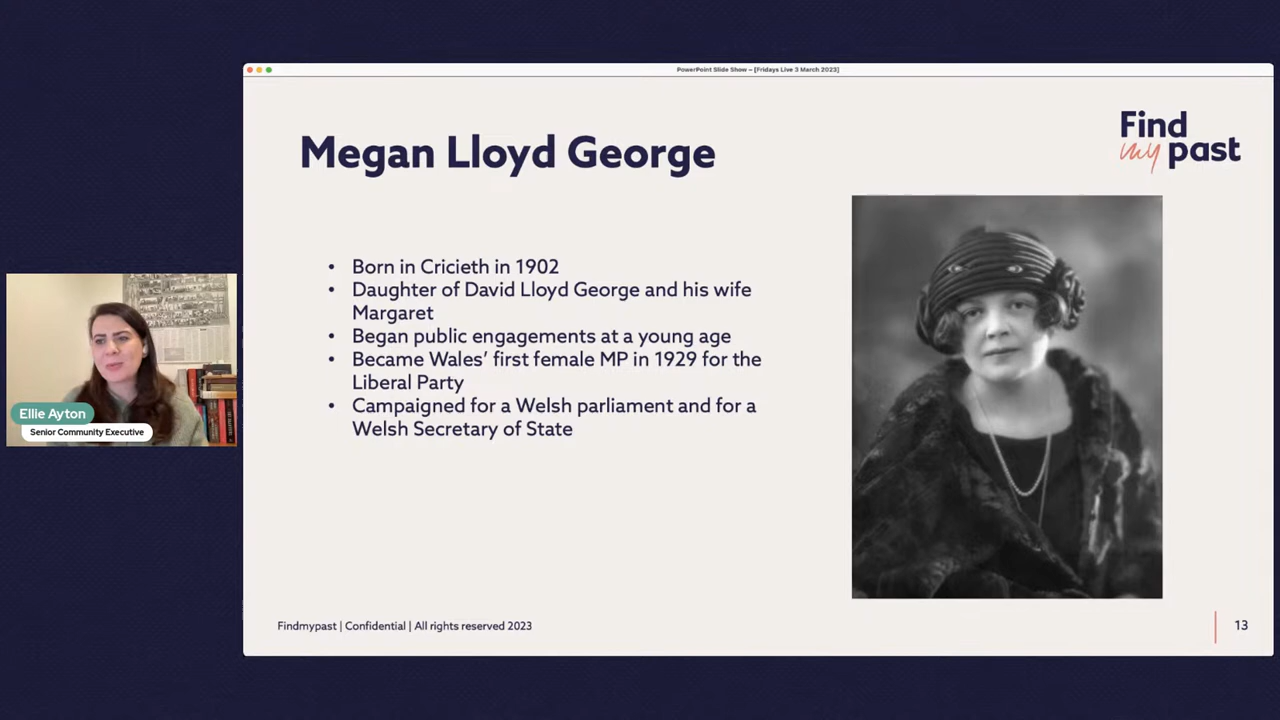 PowerPoint Slide Show – [Fridays Live 3 March 2023]
Find
my past
Megan Lloyd George
• Born in Cricieth in 1902
• Daughter of David Lloyd George and his wife
Margaret
• Began public engagements at a young age
• Became Wales’ first female MP in 1929 for the
Liberal Party
• Campaigned for a Welsh parliament and for a
Welsh Secretary of State
Ellie Ayton
Senior Community Executive
Findmypast | Confidential | All rights reserved 2023
13